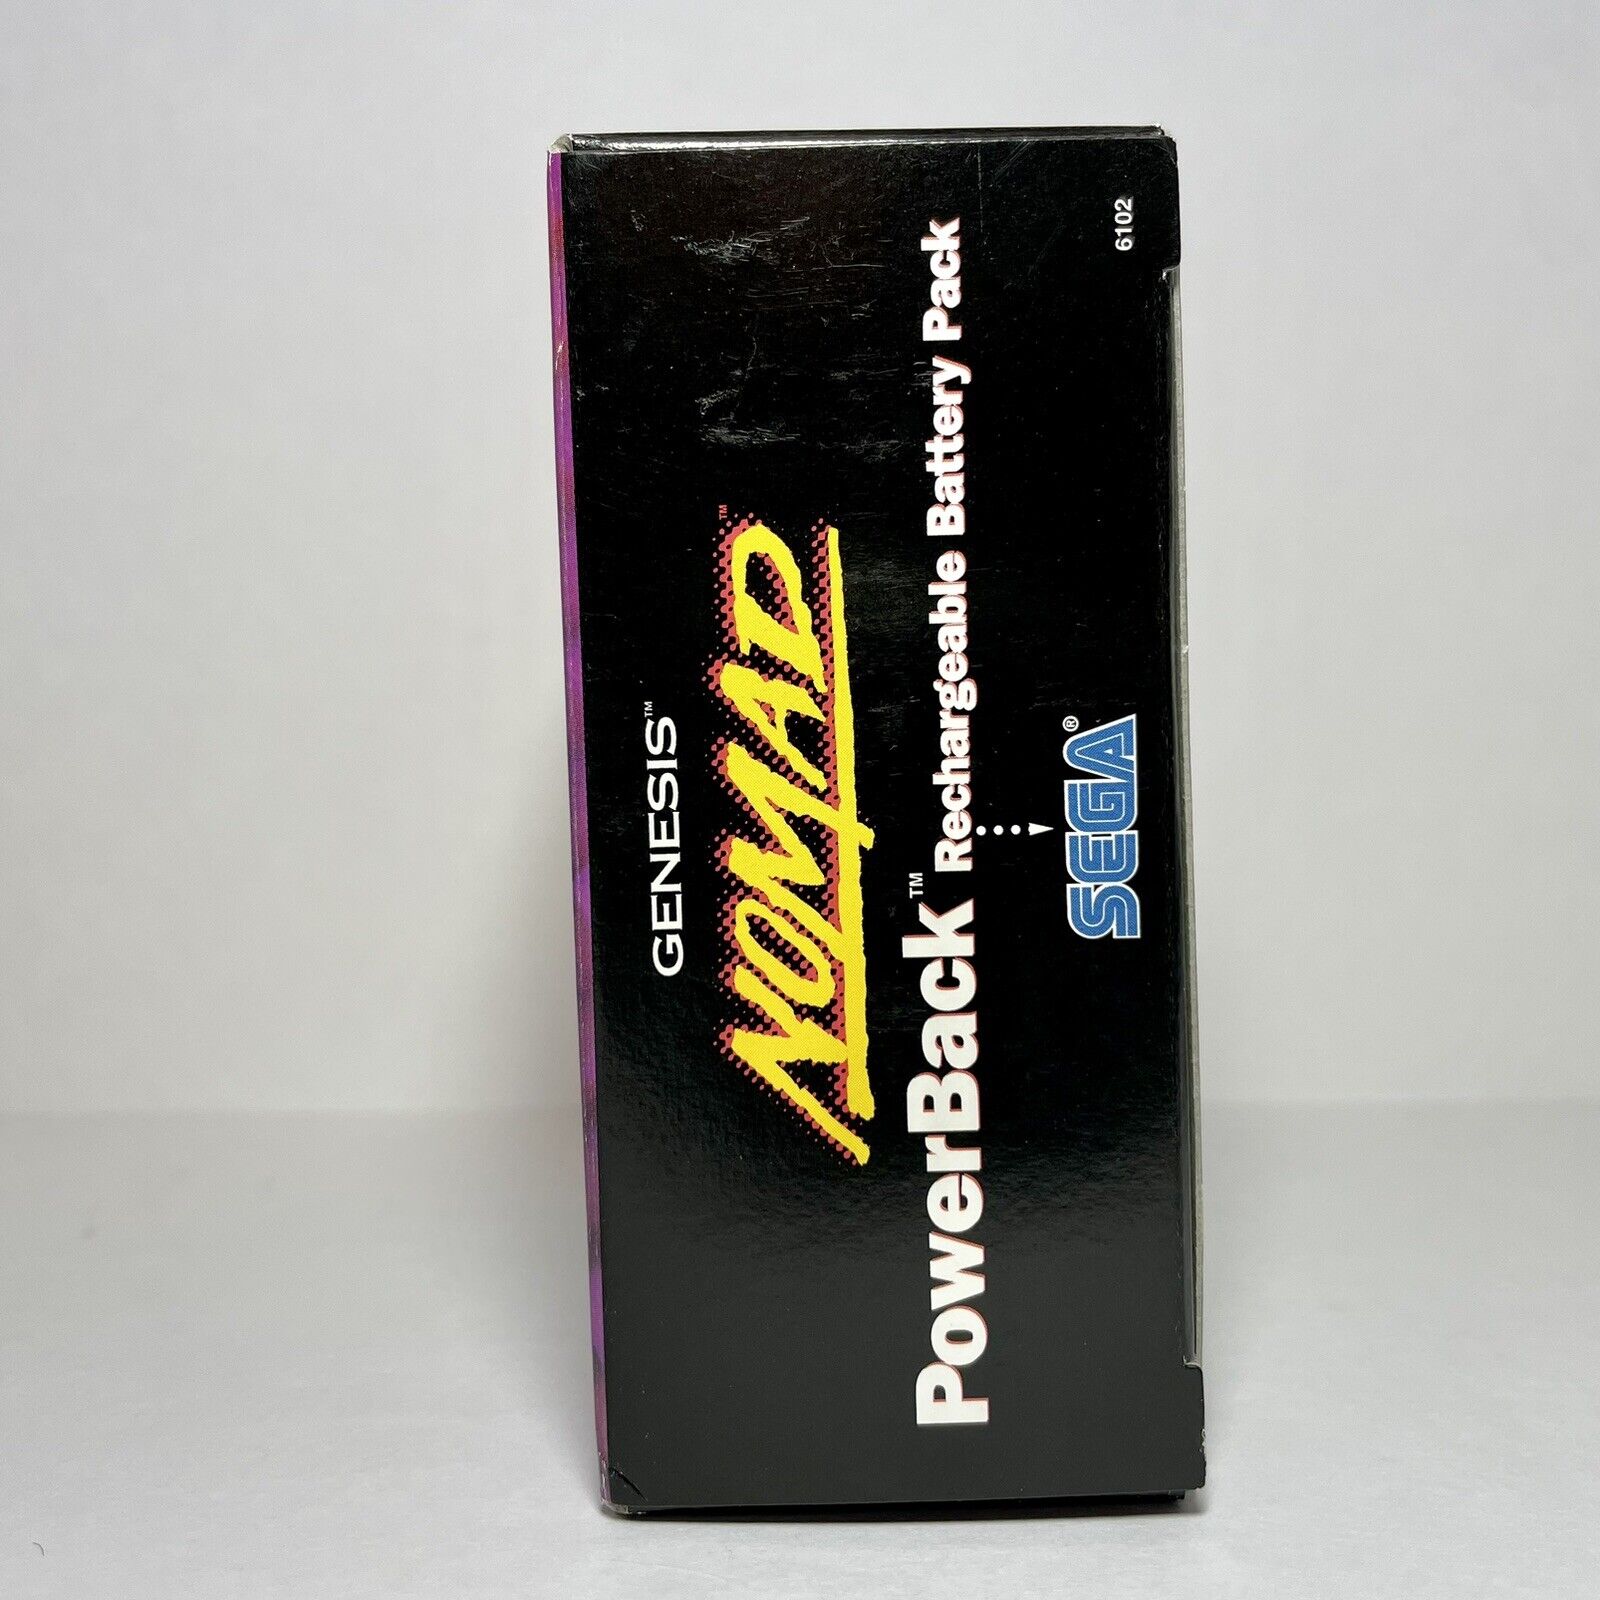 GENESIS™
NOMAD™
PowerBack™ Rechargeable Battery Pack
SEGA®
6102